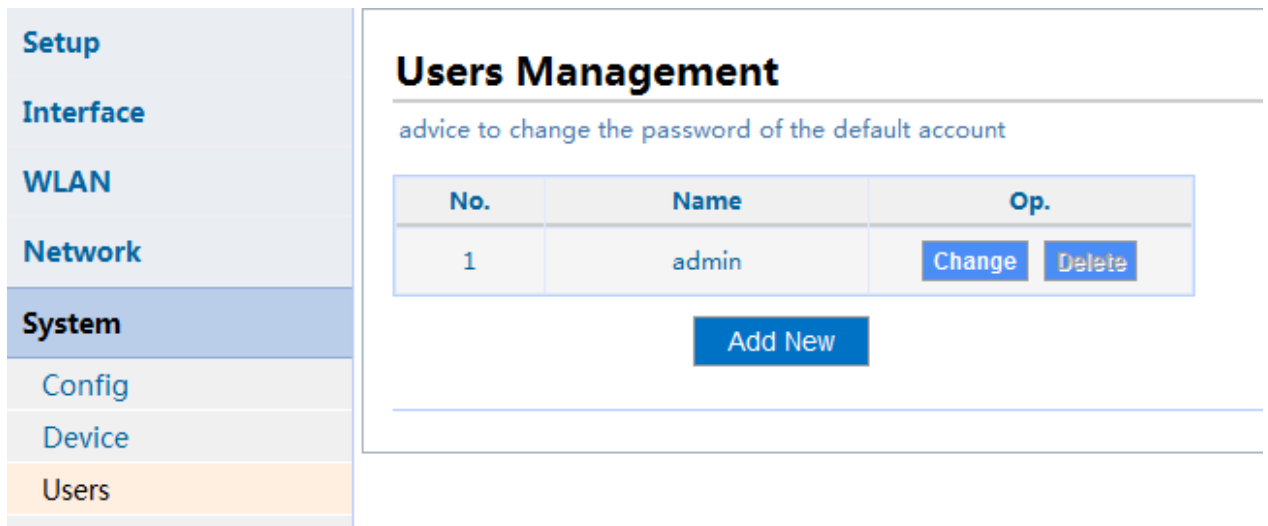 Setup
Interface
WLAN
Network
System
Config
Device
Users
Users Management
advice to change the password of the default account
No. Name Op.
1 admin Change Delete
Add New